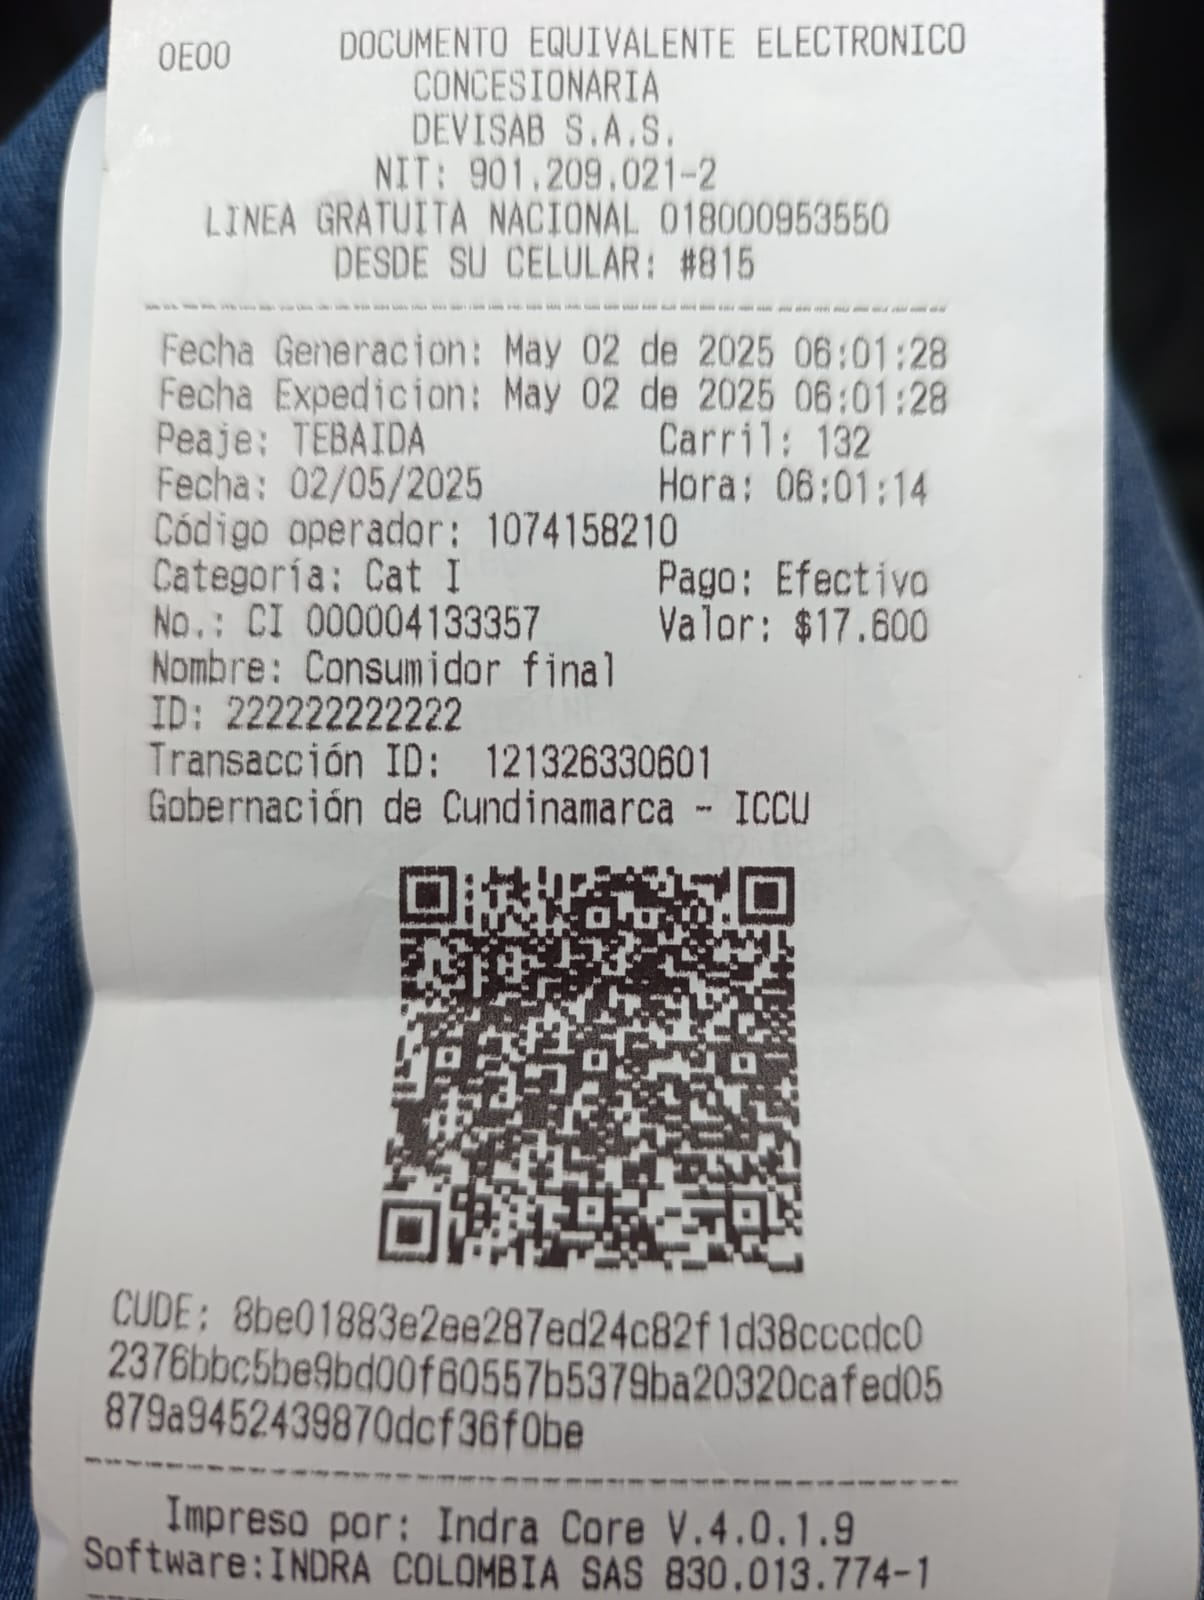 0E00 DOCUMENTO EQUIVALENTE ELECTRONICO
CONCESIONARIA
DEVISAB S.A.S.
NIT: 901.209.021-2
LINEA GRATUITA NACIONAL 018000953550
DESDE SU CELULAR: #815
Fecha Generacion: May 02 de 2025 06:01:28
Fecha Expedicion: May 02 de 2025 06:01:28
Peaje: TEBAIDA Carril: 132
Fecha: 02/05/2025 Hora: 06:01:14
Código operador: 1074158210
Categoría: Cat I Pago: Efectivo
No.: CI 000004133357 Valor: $17.600
Nombre: Consumidor final
ID: 222222222222
Transacción ID: 121326330601
Gobernación de Cundinamarca - ICCU
CUDE: 8be01883e2ee287ed24c82f1d38cccdc0
2376bbc5be9bd00f60557b5379ba20320cafed05
879a9452439870dcf36f0be
Impreso por: Indra Core V.4.0.1.9
Software:INDRA COLOMBIA SAS 830.013.774-1